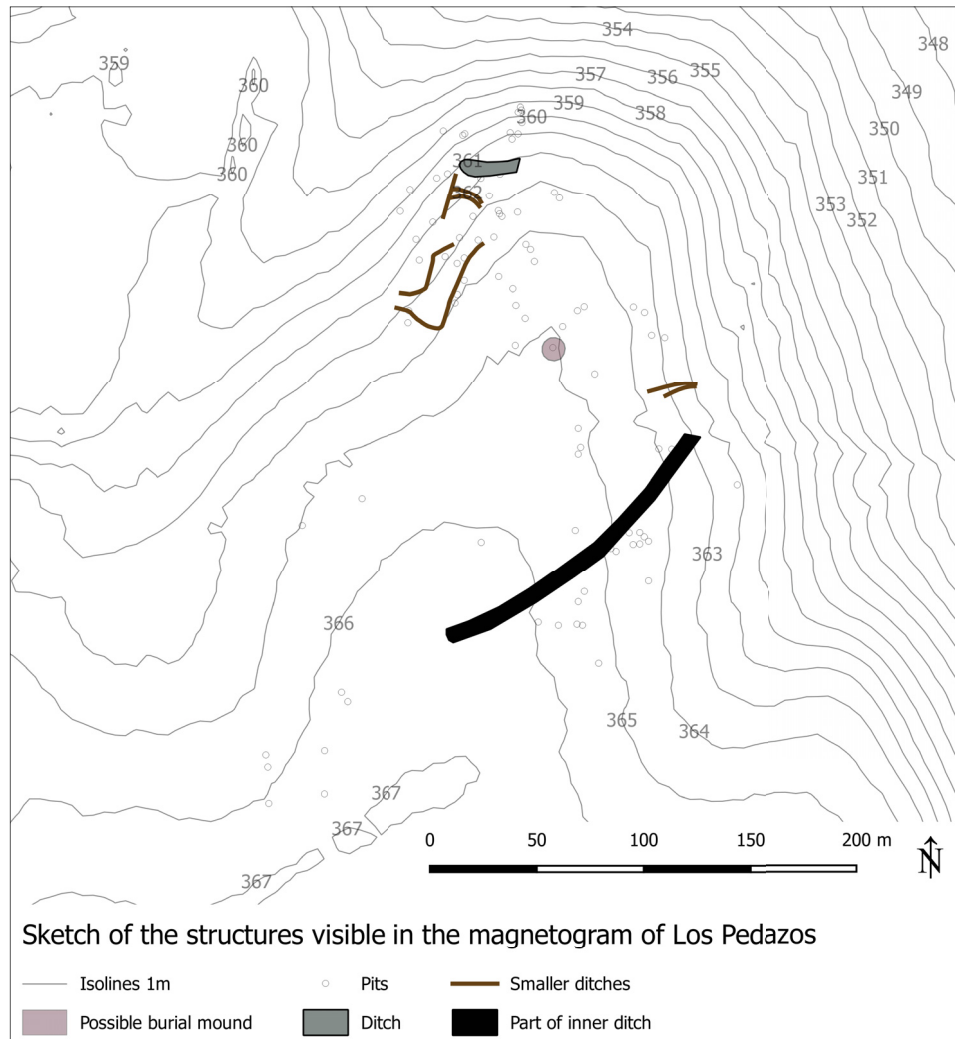 354
348
359
357
356
355
360
349
359
360
358
350
360
361
351
360
362
353
352
363
366
365
364
367
367
367
0 50 100 150 200 m
N
Sketch of the structures visible in the magnetogram of Los Pedazos
Isolines 1m
Pits
Smaller ditches
Possible burial mound
Ditch
Part of inner ditch